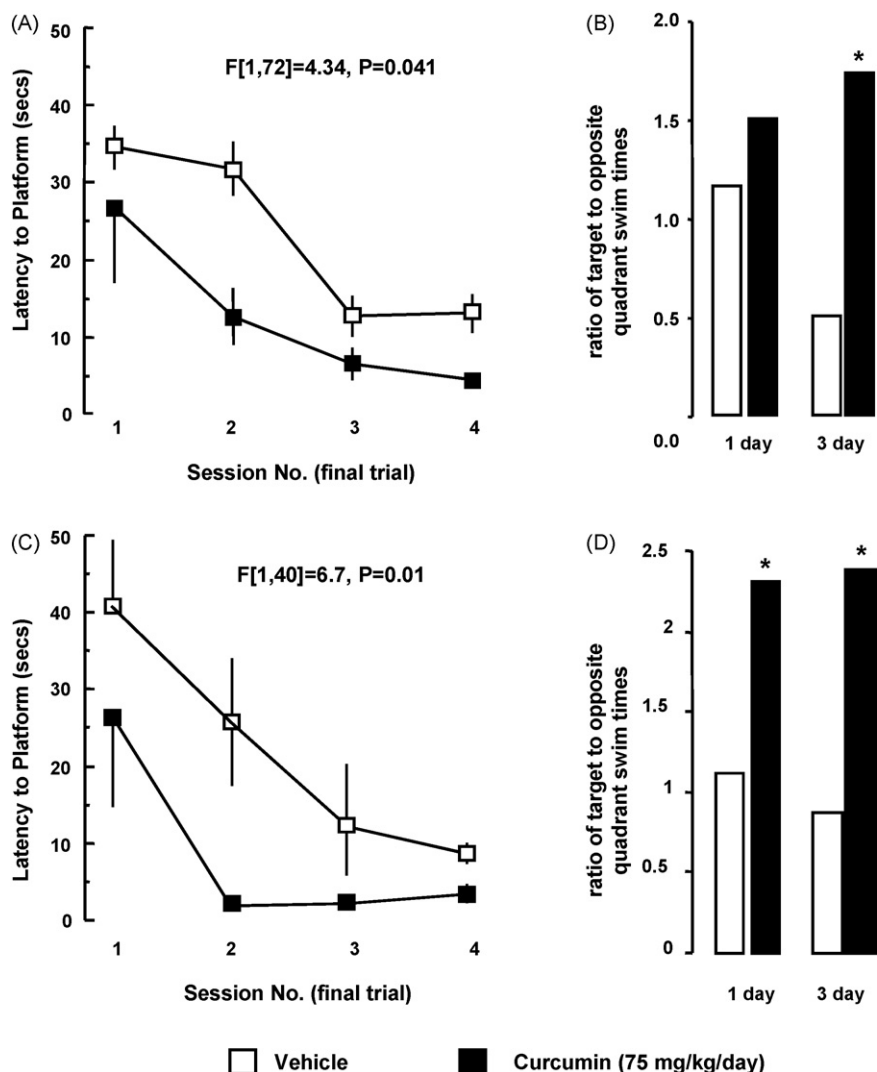 (A)
F[1,72]=4.34, P=0.041
Latency to Platform (secs)
50
40
30
20
10
0
1 2 3 4
Session No. (final trial)
(B)
ratio of target to opposite
quadrant swim times
2.0
1.5
1.0
0.5
0.0
*
1 day 3 day
(C)
F[1,40]=6.7, P=0.01
Latency to Platform (secs)
50
40
30
20
10
0
1 2 3 4
Session No. (final trial)
(D)
ratio of target to opposite
quadrant swim times
2.5
2
1.5
1
0.5
0
* *
1 day 3 day
Vehicle Curcumin (75 mg/kg/day)